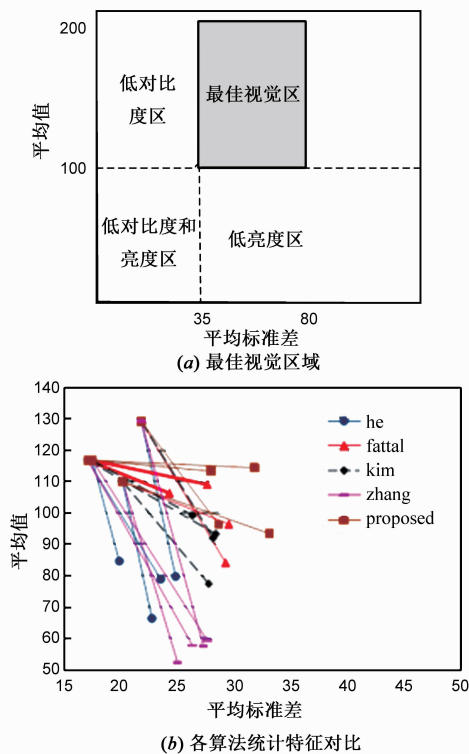 200
低对比
度区
最佳视觉区
平均值
100
低对比度和
亮度区
低亮度区
35
80
平均标准差
(a) 最佳视觉区域
140
130
120
110
100
90
80
70
60
50
平均值
he
fattal
kim
zhang
proposed
15 20 25 30 35 40 45 50
平均标准差
(b) 各算法统计特征对比